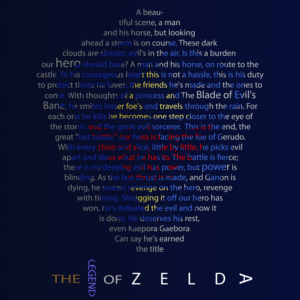 A beau-
tiful scene, a man
and his horse, but looking
ahead a storm is on course. These dark
clouds are sinister, evil's in the air. Is this a burden
our hero should bare? A man and his horse, on route to the
castle. To his courageous heart this is not a hassle, this is his duty
to protect those he loves, the friends he's made and the ones to
come. With thoughts of a princess and The Blade of Evil's
Bane, he smites lesser foe's and travels through the rain. For
each one he kills he becomes one step closer to the eye of
the storm, and the great evil sorcerer. This is the end, the
great "last battle," our hero is facing the foe of Gerudo.
With every chop and slice, little by little, he picks evil
apart and does what he has to. The battle is fierce;
there is no denying evil has power, but power is
blinding. As the last thrust is made, and Ganon is
dying, he swears revenge on the hero, revenge
with timing. Shrugging it off our hero has
won, he's defeated the evil and now it
is done. He deserves his rest,
even Kaepora Gaebora
Can say he's earned
the title
THE LEGEND OF ZELDA